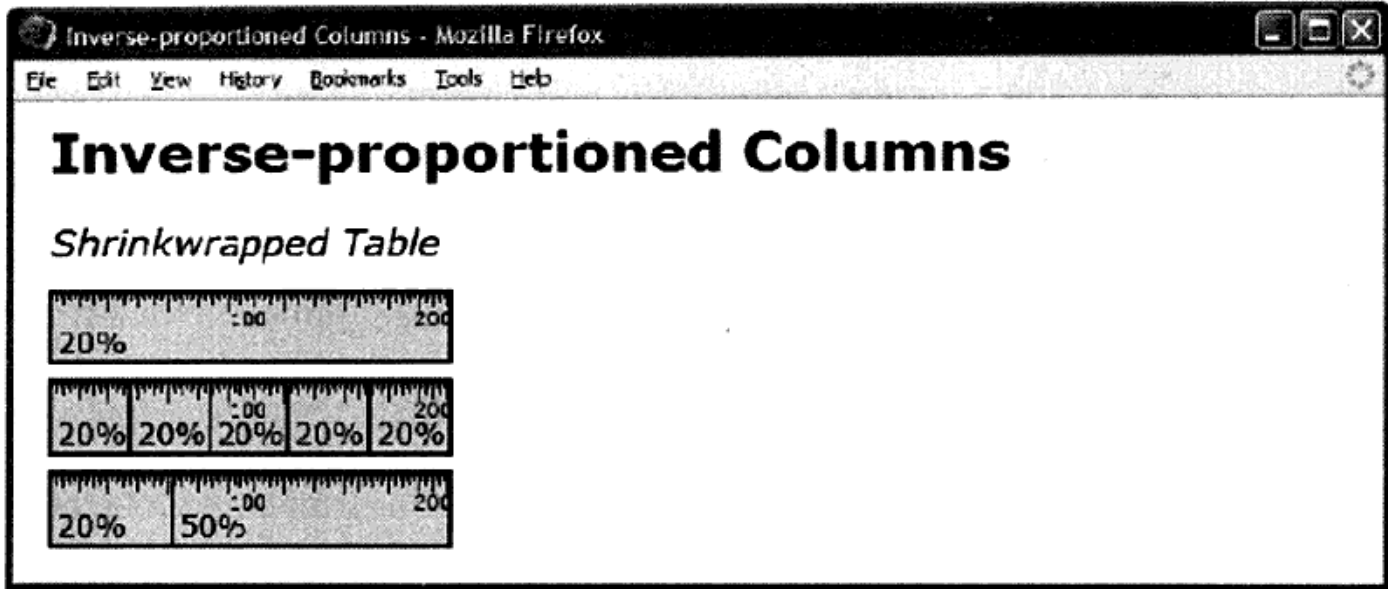 Inverse-proportioned Columns - Mozilla Firefox
File Edit View History Bookmarks Tools Help
Inverse-proportioned Columns
Shrinkwrapped Table
100 200
20%
100 200
20% 20% 20% 20% 20%
100 200
20% 50%